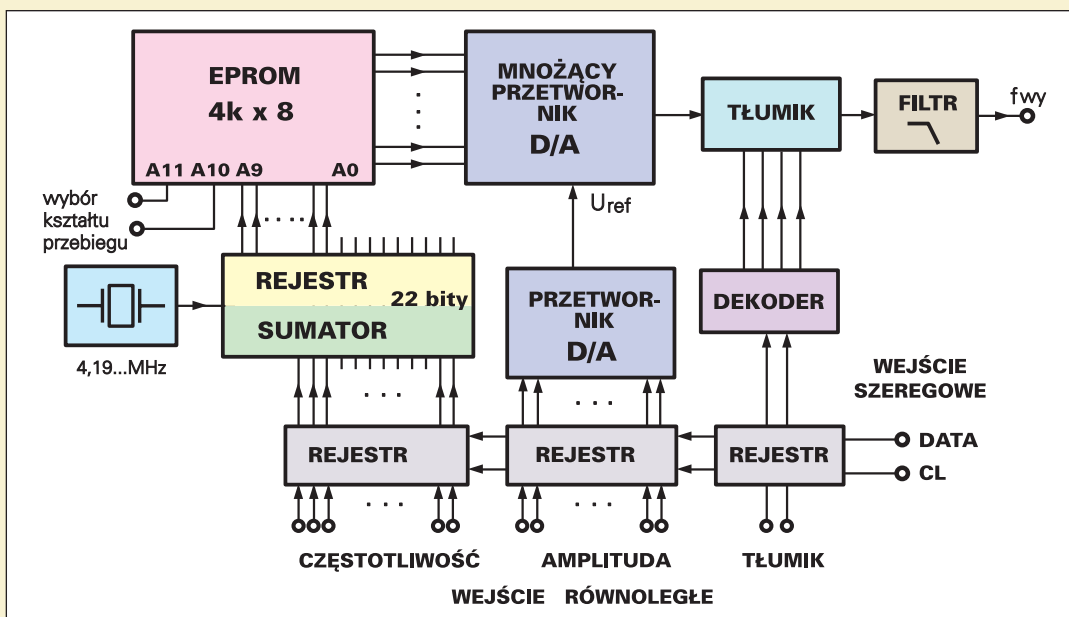 EPROM
4k x 8
A11 A10 A9 A0
MNOŻĄCY
PRZETWOR-
NIK
D/A
TŁUMIK
FILTR
fwy
wybór
kształtu
przebiegu
Uref
REJESTR
22 bity
SUMATOR
4,19...MHz
PRZETWOR-
NIK
D/A
DEKODER
WEJŚCIE
SZEREGOWE
REJESTR
REJESTR
REJESTR
DATA
CL
CZĘSTOTLIWOŚĆ
AMPLITUDA
TŁUMIK
WEJŚCIE RÓWNOLEGŁE